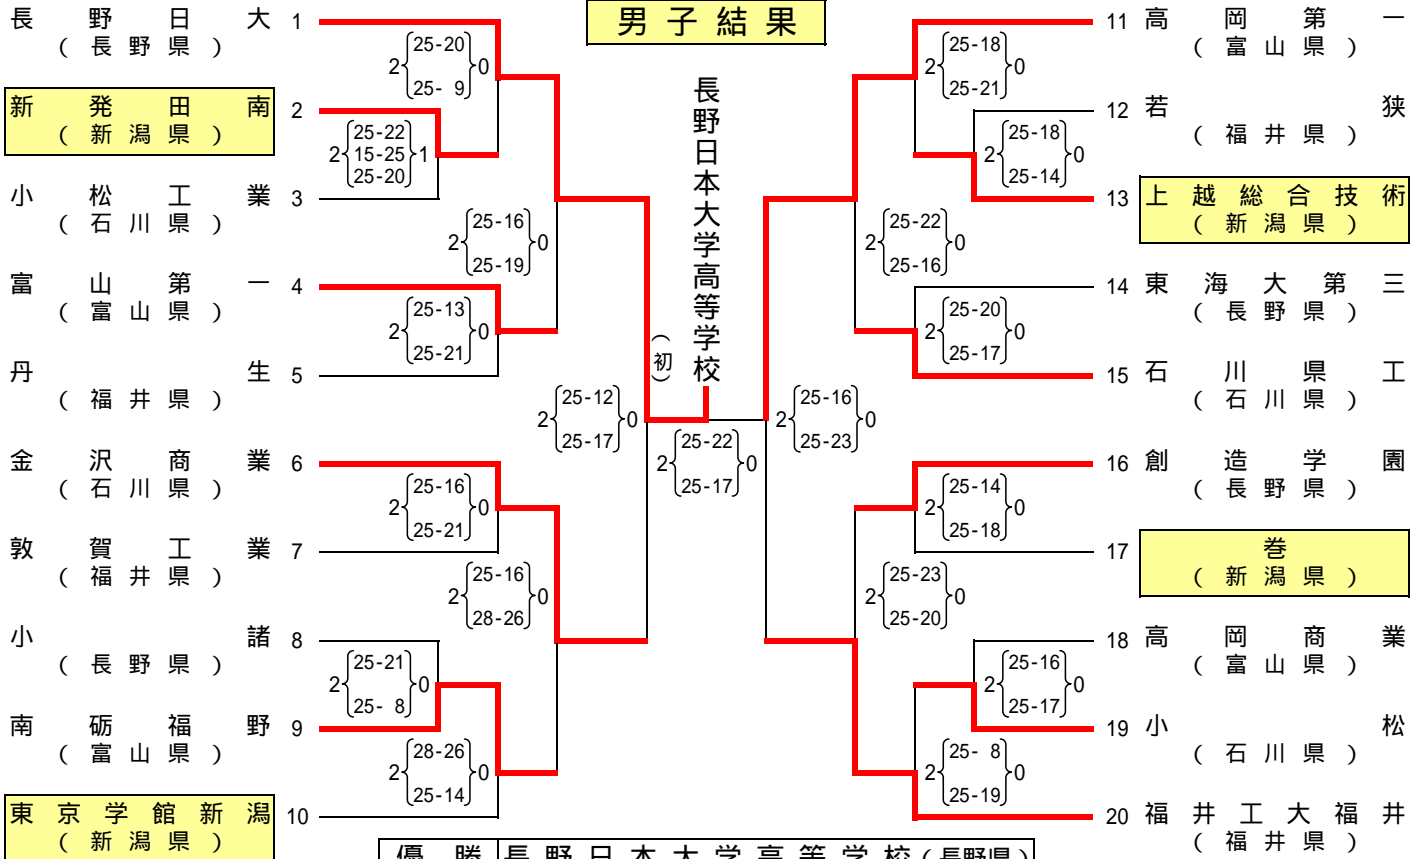 男子結果
長野日大 1
(長野県)
25-20
2 0
25- 9
新発田南 2
(新潟県)
25-22
2 15-25 1
25-20
小松工業 3
(石川県)
25-16
2 0
25-19
富山第一 4
(富山県)
25-13
2 0
25-21
丹生 5
(福井県)
25-12
2 0
25-17
金沢商業 6
(石川県)
25-16
2 0
25-21
敦賀工業 7
(福井県)
25-16
2 0
28-26
小諸 8
(長野県)
25-21
2 0
25- 8
南砺福野 9
(富山県)
28-26
2 0
25-14
東京学館新潟 10
(新潟県)
長野日本大学高等学校
(初)
25-22
2 0
25-17
11 高岡第一
(富山県)
25-18
2 0
25-21
12 若狭
(福井県)
25-18
2 0
25-14
13 上越総合技術
(新潟県)
25-22
2 0
25-16
14 東海大第三
(長野県)
25-20
2 0
25-17
15 石川県工
(石川県)
25-16
2 0
25-23
16 創造学園
(長野県)
25-14
2 0
25-18
17 巻
(新潟県)
25-23
2 0
25-20
18 高岡商業
(富山県)
25-16
2 0
25-17
19 小松
(石川県)
25- 8
2 0
25-19
20 福井工大福井
(福井県)
優勝 長野日本大学高等学校(長野県)